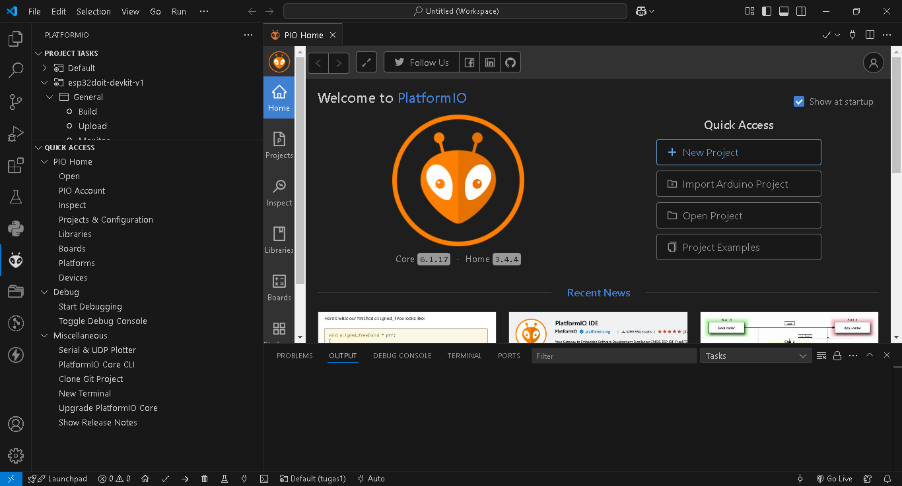 File Edit Selection View Go Run ···
Untitled (Workspace)
PLATFORMIO
PROJECT TASKS
Default
esp32doit-devkit-v1
General
Build
Upload
Monitor
QUICK ACCESS
PIO Home
Open
PIO Account
Inspect
Projects & Configuration
Libraries
Boards
Platforms
Devices
Debug
Start Debugging
Toggle Debug Console
Miscellaneous
Serial & UDP Plotter
PlatformIO Core CLI
Clone Git Project
New Terminal
Upgrade PlatformIO Core
Show Release Notes
PIO Home
Home
Projects
Inspect
Libraries
Boards
Follow Us
Welcome to PlatformIO
Show at startup
Core 6.1.17 · Home 3.4.4
Quick Access
New Project
Import Arduino Project
Open Project
Project Examples
Recent News
PlatformIO IDE
PROBLEMS OUTPUT DEBUG CONSOLE TERMINAL PORTS Filter Tasks
Launchpad 0 0 Default (tugas1) Auto Go Live